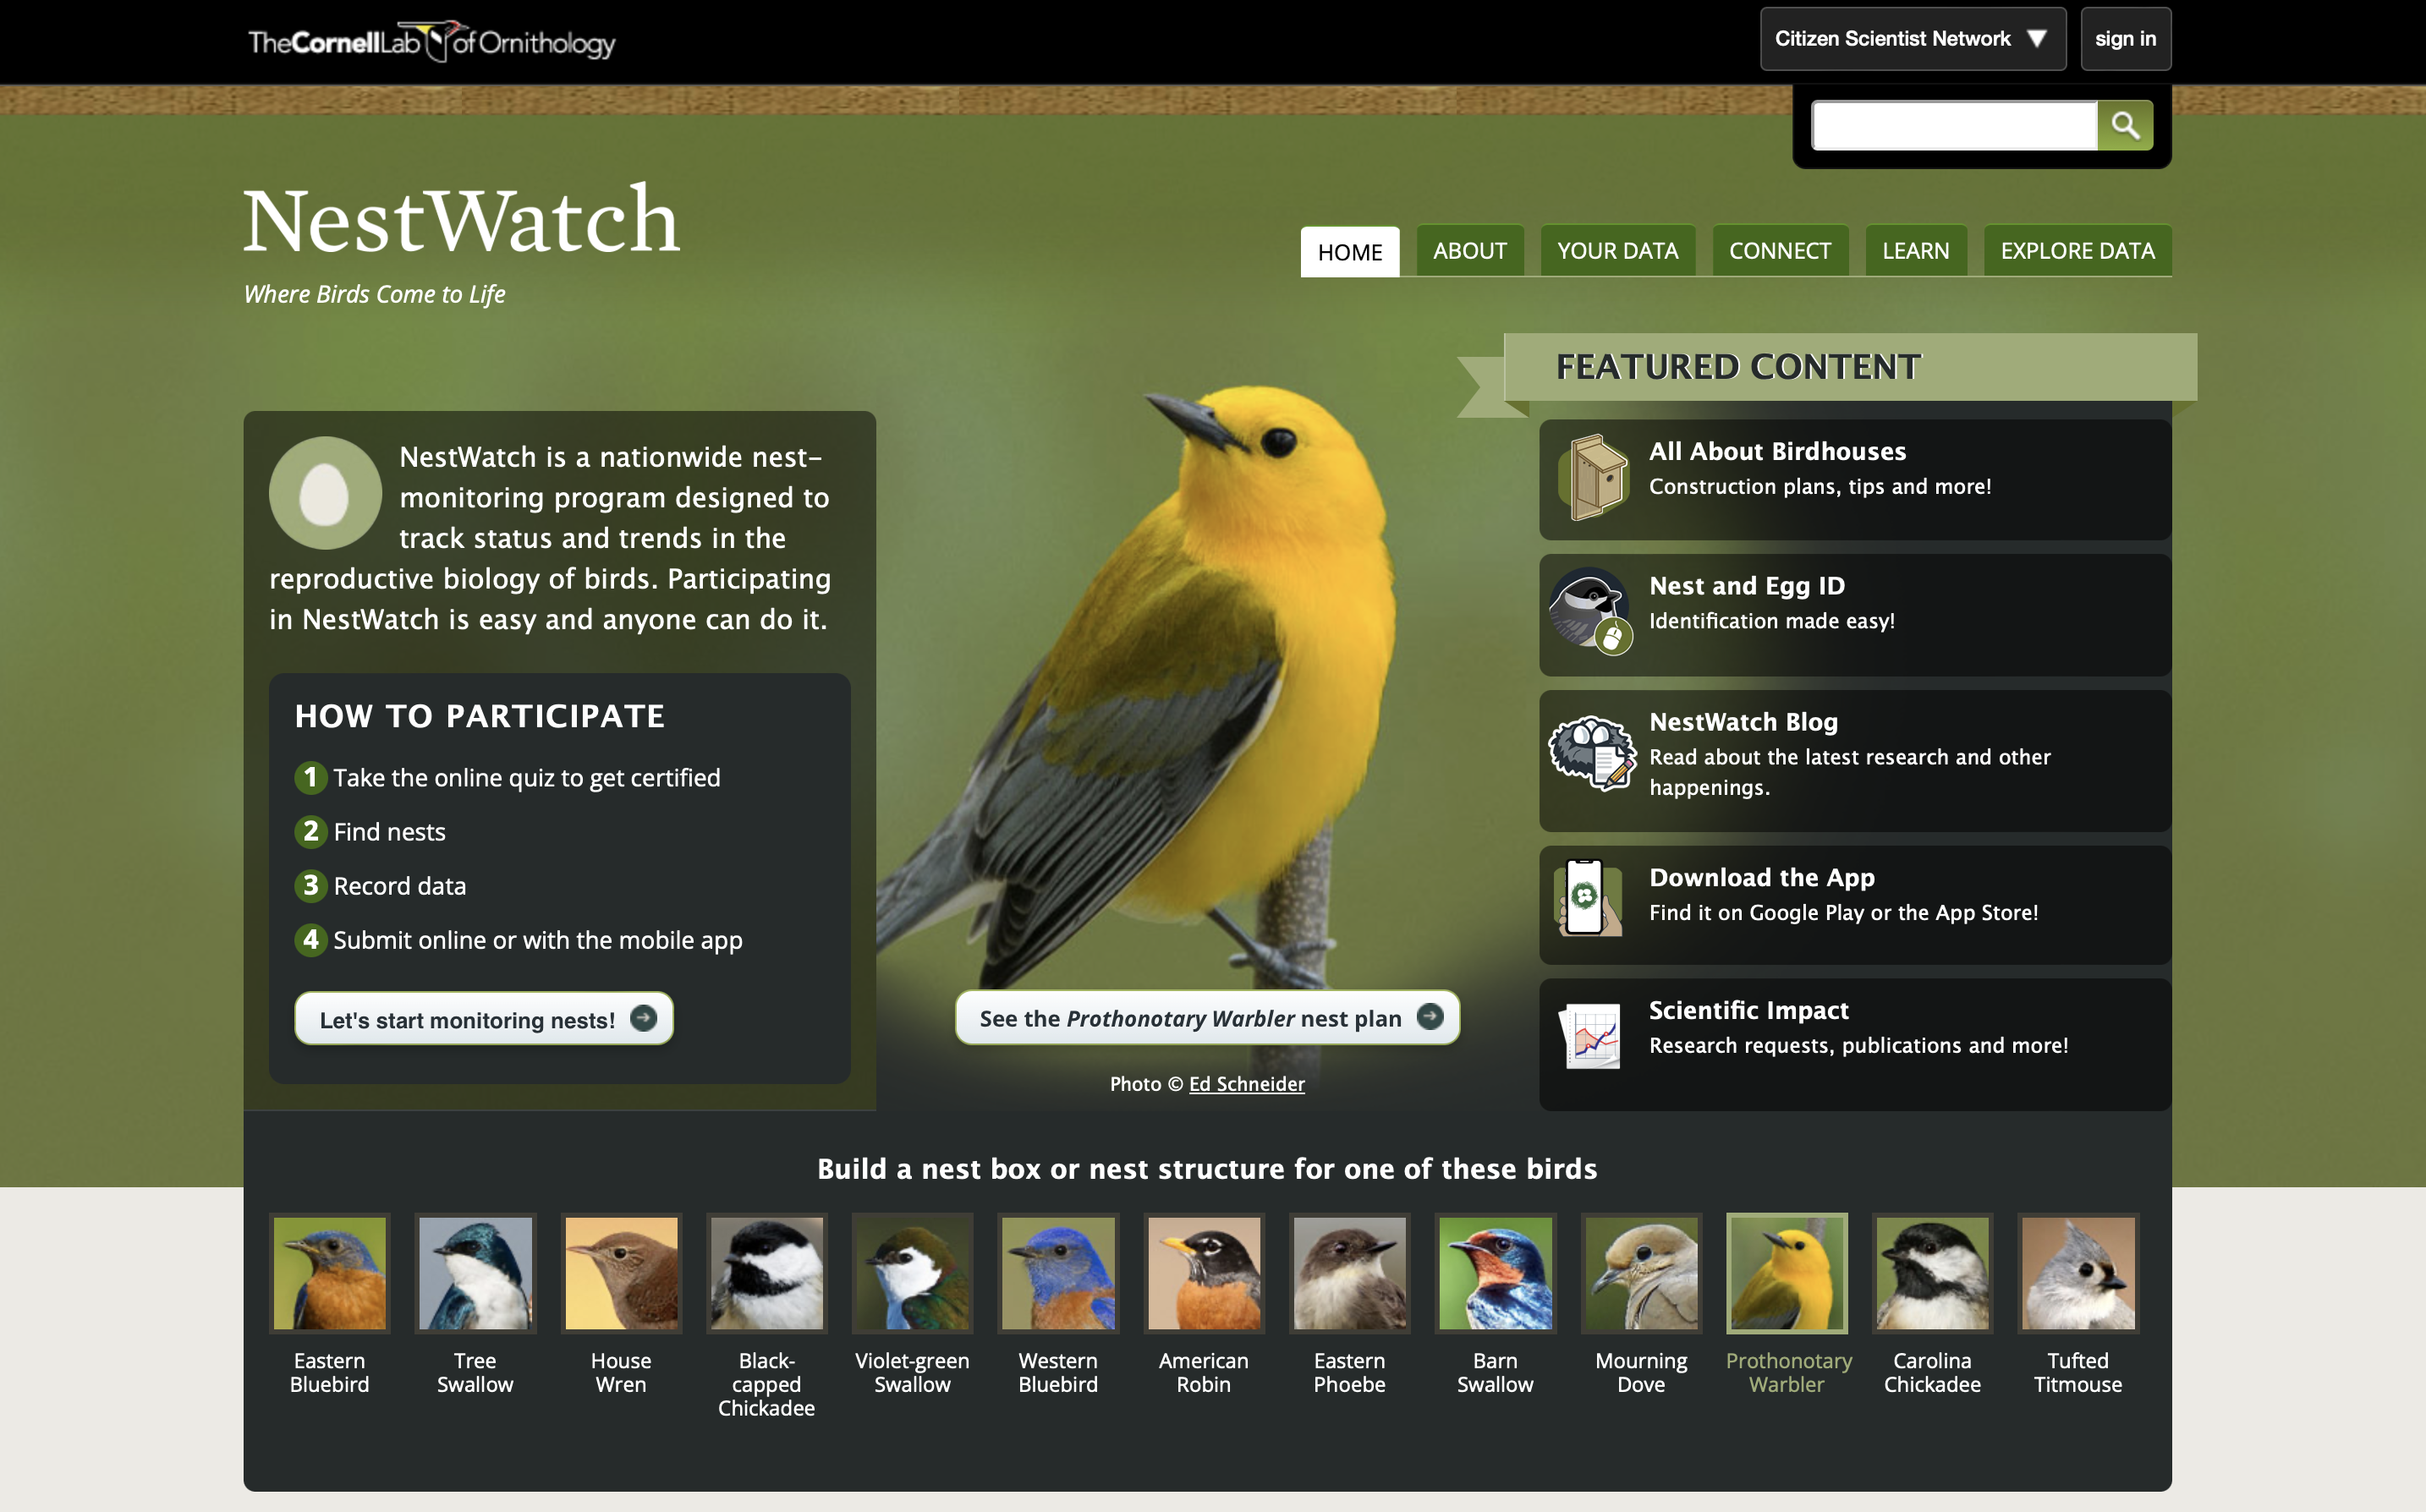 TheCornellLab of Ornithology
Citizen Scientist Network
sign in
NestWatch
Where Birds Come to Life
HOME
ABOUT
YOUR DATA
CONNECT
LEARN
EXPLORE DATA
NestWatch is a nationwide nest-
monitoring program designed to
track status and trends in the
reproductive biology of birds. Participating
in NestWatch is easy and anyone can do it.
HOW TO PARTICIPATE
1 Take the online quiz to get certified
2 Find nests
3 Record data
4 Submit online or with the mobile app
Let's start monitoring nests!
See the Prothonotary Warbler nest plan
Photo © Ed Schneider
FEATURED CONTENT
All About Birdhouses
Construction plans, tips and more!
Nest and Egg ID
Identification made easy!
NestWatch Blog
Read about the latest research and other
happenings.
Download the App
Find it on Google Play or the App Store!
Scientific Impact
Research requests, publications and more!
Build a nest box or nest structure for one of these birds
Eastern
Bluebird
Tree
Swallow
House
Wren
Black-
capped
Chickadee
Violet-green
Swallow
Western
Bluebird
American
Robin
Eastern
Phoebe
Barn
Swallow
Mourning
Dove
Prothonotary
Warbler
Carolina
Chickadee
Tufted
Titmouse